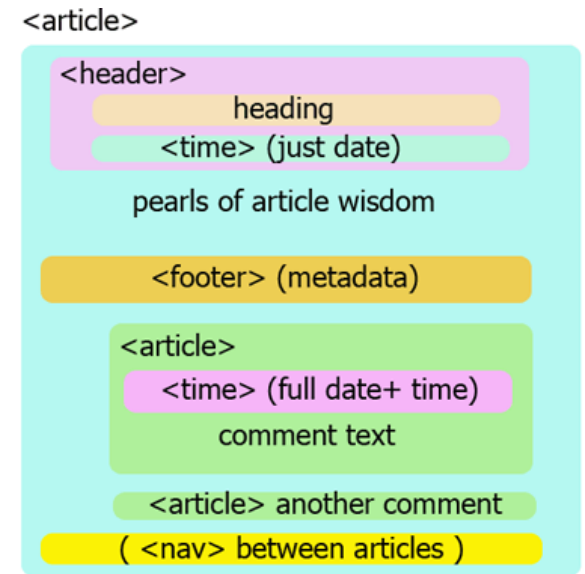 <article>
<header>
heading
<time> (just date)
pearls of article wisdom
<footer> (metadata)
<article>
<time> (full date+ time)
comment text
<article> another comment
( <nav> between articles )